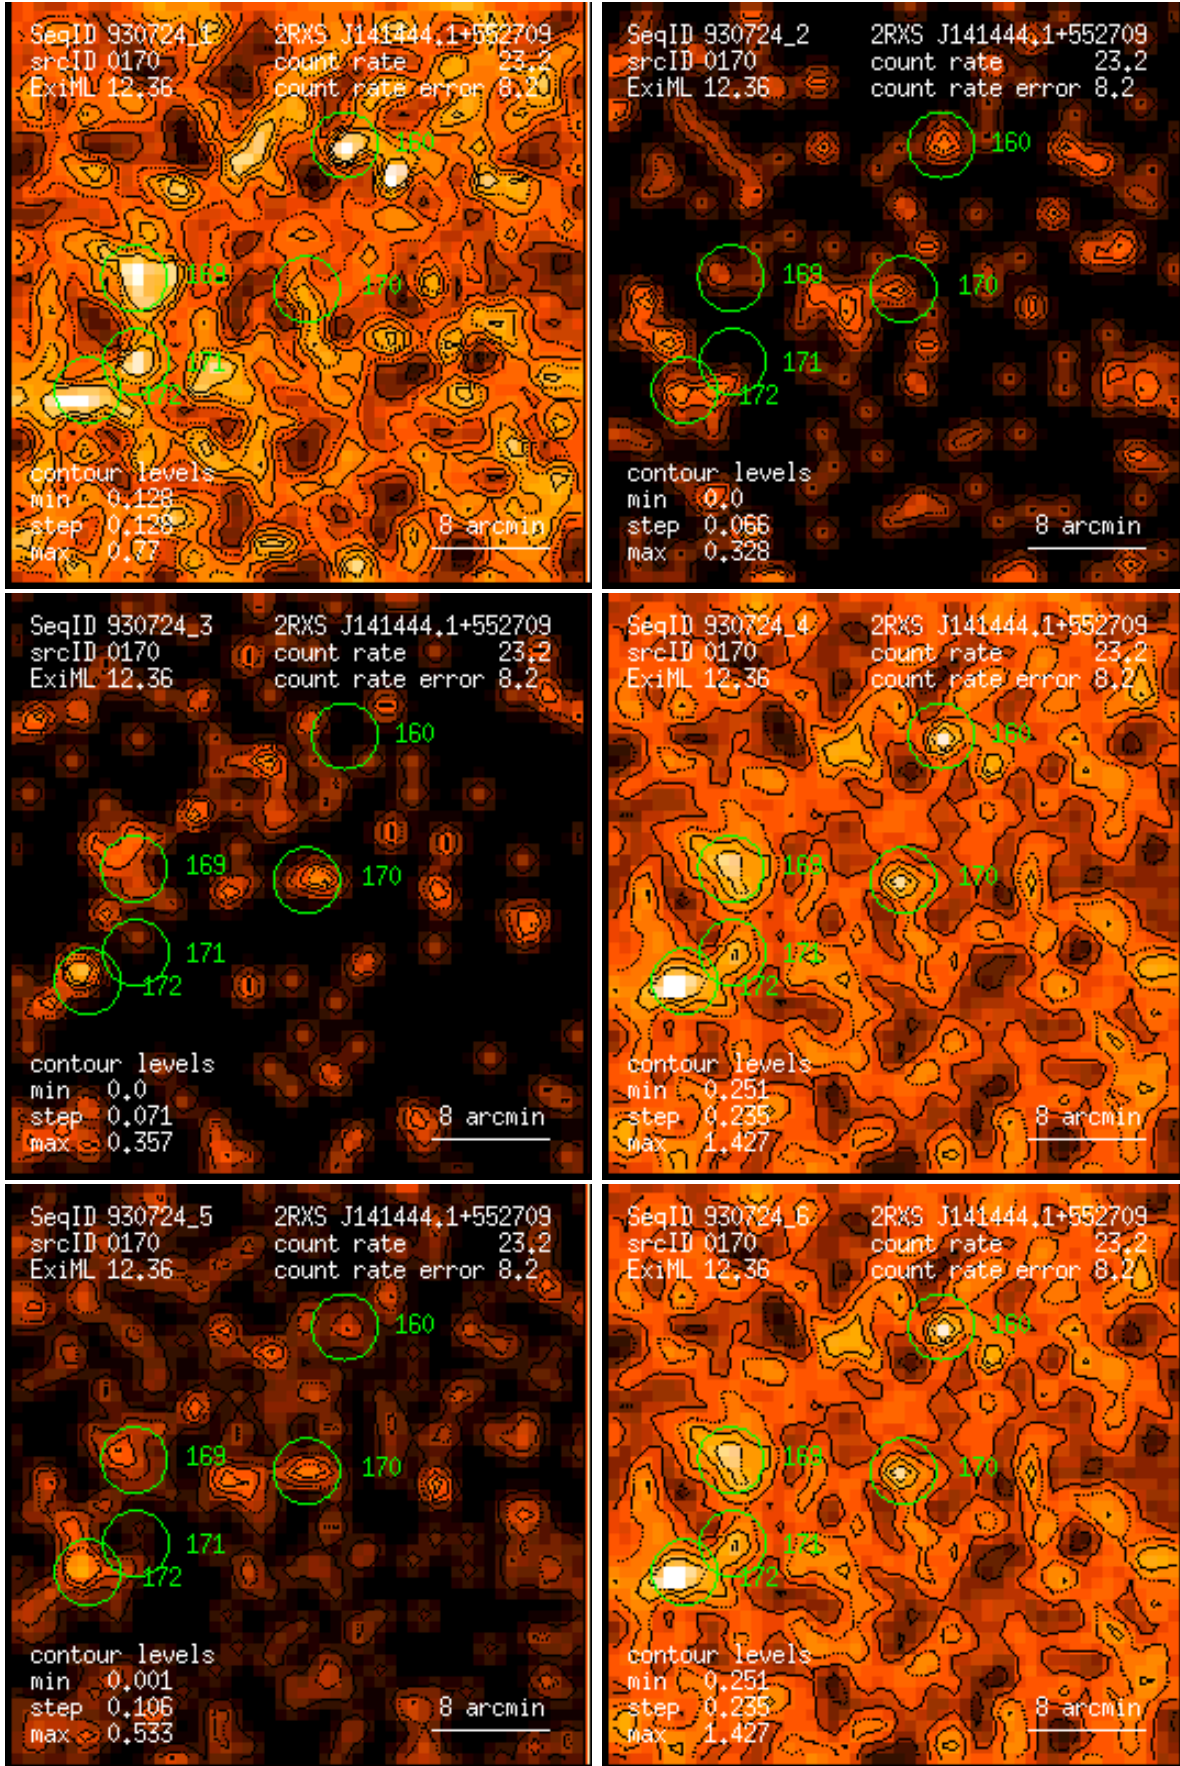 SeqID 930724_1 2RXS J141444.1+552709
srcID 0170 count rate 23.2
ExiML 12.36 count rate error 8.2
160
169
170
171
172
contour levels
min 0.128
step 0.128
max 0.77
8 arcmin
SeqID 930724_2 2RXS J141444.1+552709
srcID 0170 count rate 23.2
ExiML 12.36 count rate error 8.2
160
169
170
171
172
contour levels
min 0.0
step 0.066
max 0.328
8 arcmin
SeqID 930724_3 2RXS J141444.1+552709
srcID 0170 count rate 23.2
ExiML 12.36 count rate error 8.2
160
169
170
171
172
contour levels
min 0.0
step 0.071
max 0.357
8 arcmin
SeqID 930724_4 2RXS J141444.1+552709
srcID 0170 count rate 23.2
ExiML 12.36 count rate error 8.2
160
169
170
171
172
contour levels
min 0.251
step 0.235
max 1.427
8 arcmin
SeqID 930724_5 2RXS J141444.1+552709
srcID 0170 count rate 23.2
ExiML 12.36 count rate error 8.2
160
169
170
171
172
contour levels
min 0.001
step 0.106
max 0.533
8 arcmin
SeqID 930724_6 2RXS J141444.1+552709
srcID 0170 count rate 23.2
ExiML 12.36 count rate error 8.2
160
169
170
171
172
contour levels
min 0.251
step 0.235
max 1.427
8 arcmin